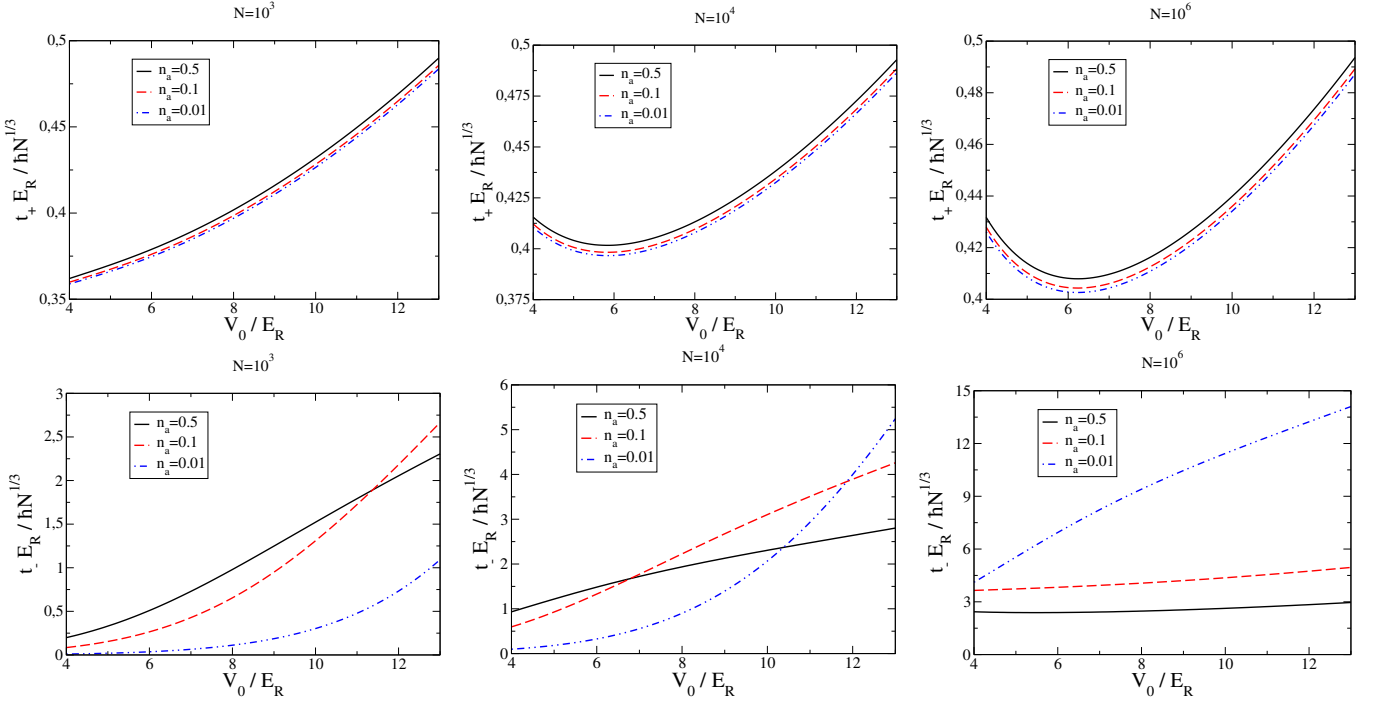 N=10^3
0,5
0,45
0,4
0,35
t_+ E_R / ħN^{1/3}
n_a=0.5
n_a=0.1
n_a=0.01
4 6 8 10 12
V_0 / E_R
N=10^4
0,5
0,475
0,45
0,425
0,4
0,375
t_+ E_R / ħN^{1/3}
n_a=0.5
n_a=0.1
n_a=0.01
4 6 8 10 12
V_0 / E_R
N=10^6
0,5
0,48
0,46
0,44
0,42
0,4
t_+ E_R / ħN^{1/3}
n_a=0.5
n_a=0.1
n_a=0.01
4 6 8 10 12
V_0 / E_R
N=10^3
3
2,5
2
1,5
1
0,5
0
t_- E_R / ħN^{1/3}
n_a=0.5
n_a=0.1
n_a=0.01
4 6 8 10 12
V_0 / E_R
N=10^4
6
5
4
3
2
1
0
t_- E_R / ħN^{1/3}
n_a=0.5
n_a=0.1
n_a=0.01
4 6 8 10 12
V_0 / E_R
N=10^6
15
12
9
6
3
0
t_- E_R / ħN^{1/3}
n_a=0.5
n_a=0.1
n_a=0.01
4 6 8 10 12
V_0 / E_R